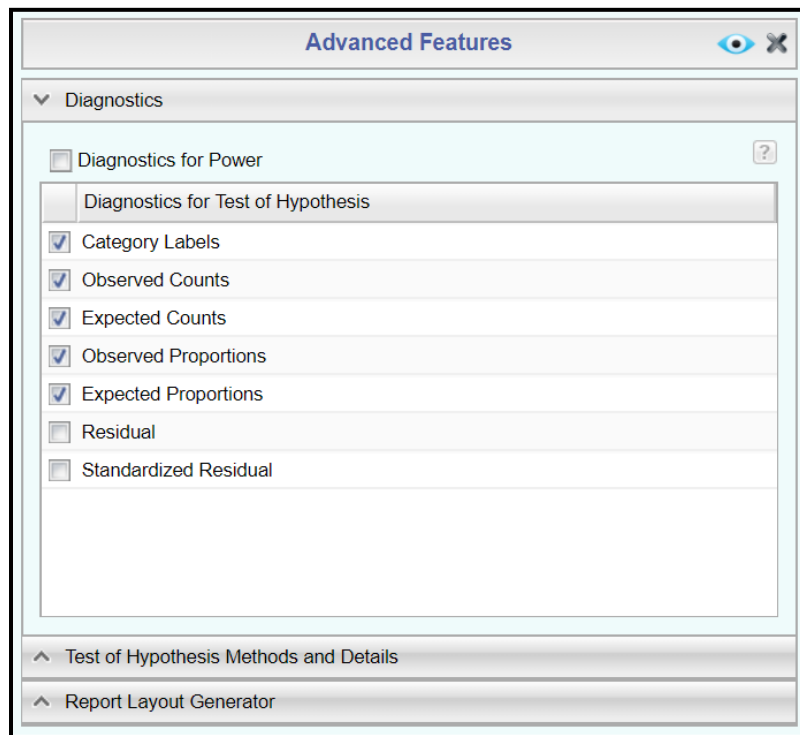 Advanced Features
Diagnostics
Diagnostics for Power
?
Diagnostics for Test of Hypothesis
Category Labels
Observed Counts
Expected Counts
Observed Proportions
Expected Proportions
Residual
Standardized Residual
Test of Hypothesis Methods and Details
Report Layout Generator